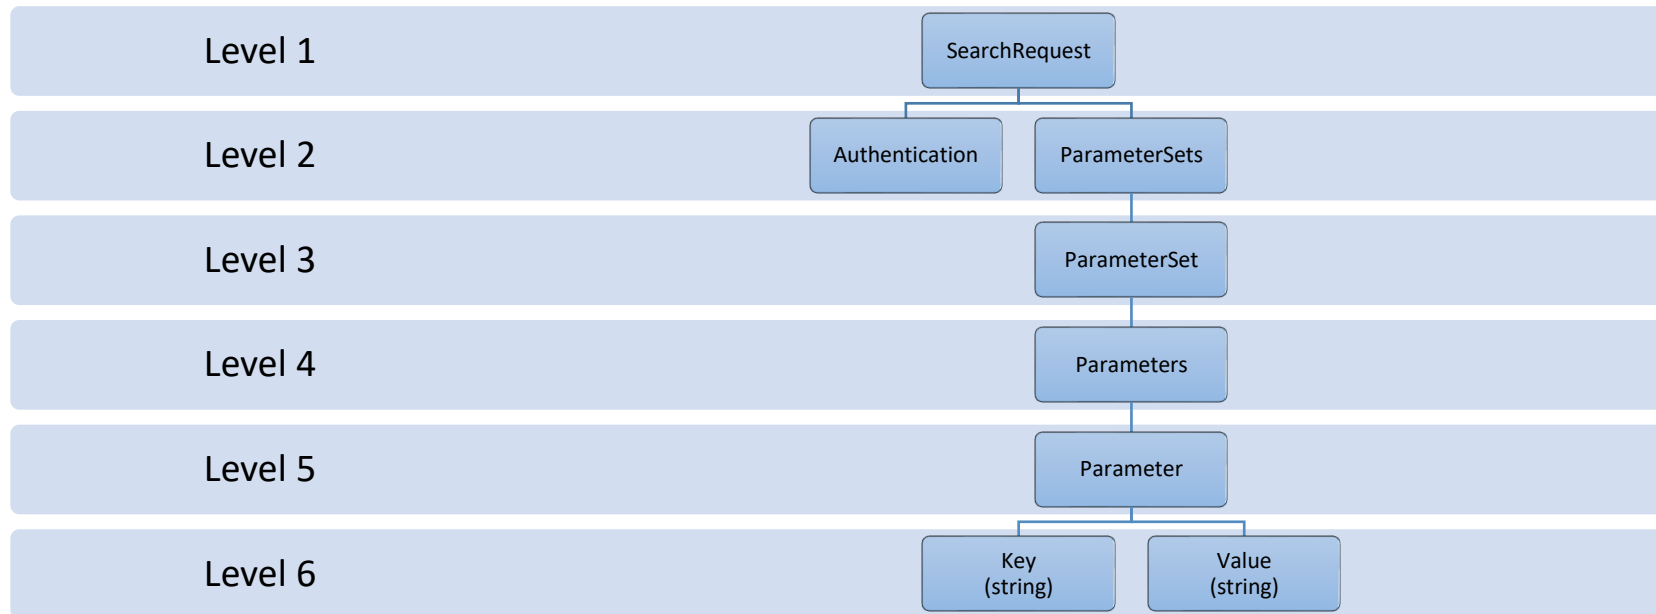 Level 1
SearchRequest
Level 2
Authentication
ParameterSets
Level 3
ParameterSet
Level 4
Parameters
Level 5
Parameter
Level 6
Key
(string)
Value
(string)